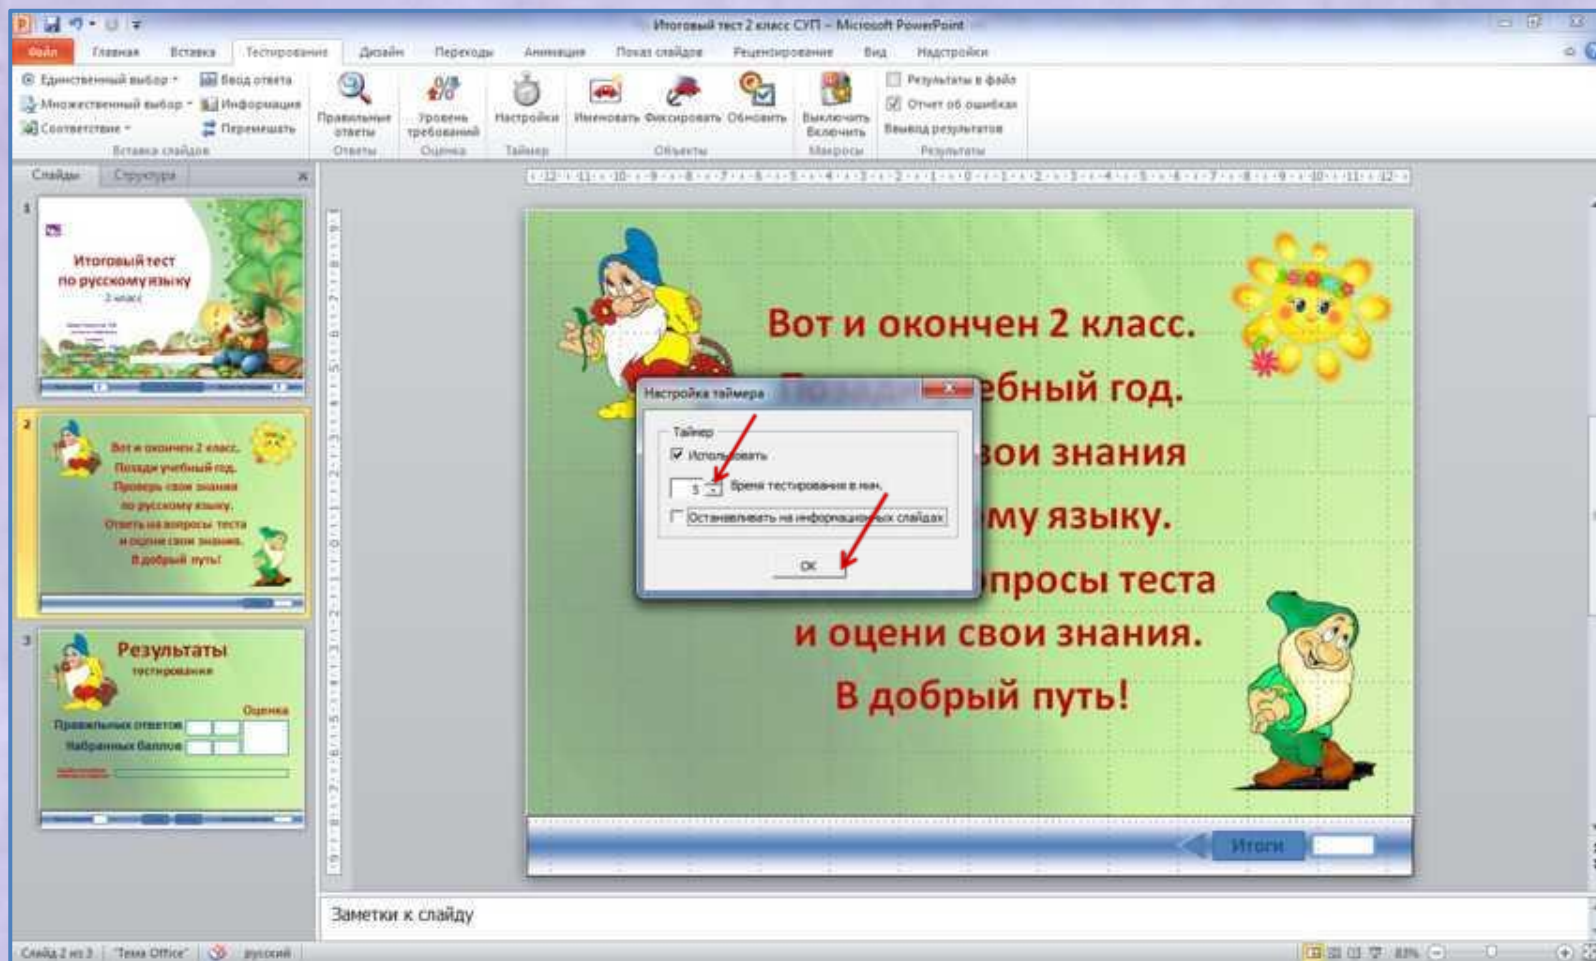 Итоговый тест 2 класс СУП - Microsoft PowerPoint
Файл Главная Вставка Тестирование Дизайн Переходы Анимация Показ слайдов Рецензирование Вид Надстройки
Единственный выбор Ввод ответа
Множественный выбор Информация
Соответствие Перемешать
Вставка слайдов
Правильные ответы
Ответы
Уровень требований
Оценка
Настройки
Таймер
Именовать Фиксировать Обновить
Объекты
Выключить
Включить
Макросы
Результаты в файл
Отчет об ошибках
Ввывод результатов
Результаты
Слайды Структура
1
Итоговый тест
по русскому языку
2 класс
2
Вот и окончен 2 класс.
Позади учебный год.
Проверь свои знания
по русскому языку.
Ответь на вопросы теста
и оцени свои знания.
В добрый путь!
3
Результаты
тестирования
Оценка
Правильных ответов
Набранных баллов
Вот и окончен 2 класс.
ебный год.
вои знания
му языку.
просы теста
и оцени свои знания.
В добрый путь!
Итоги
Настройка таймера
Таймер
Использовать
5 Время тестирования в мин.
Останавливать на информационных слайдах
OK
Заметки к слайду
Слайд 2 из 3 "Тема Office" русский 83%